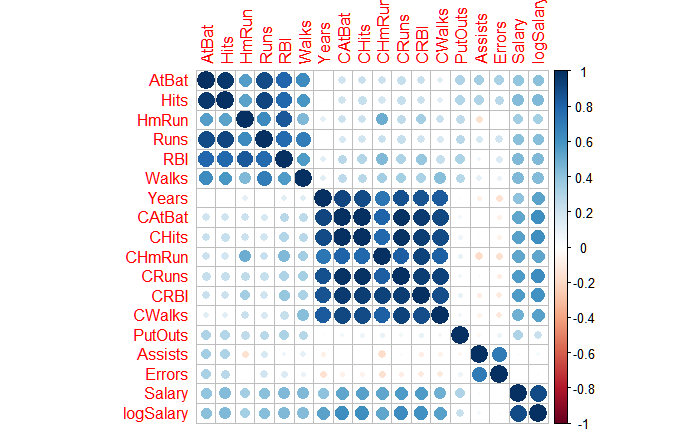 AtBat
Hits
HmRun
Runs
RBI
Walks
Years
CAtBat
CHits
CHmRun
CRuns
CRBI
CWalks
PutOuts
Assists
Errors
Salary
logSalary
AtBat
Hits
HmRun
Runs
RBI
Walks
Years
CAtBat
CHits
CHmRun
CRuns
CRBI
CWalks
PutOuts
Assists
Errors
Salary
logSalary
1
0.8
0.6
0.4
0.2
0
-0.2
-0.4
-0.6
-0.8
-1